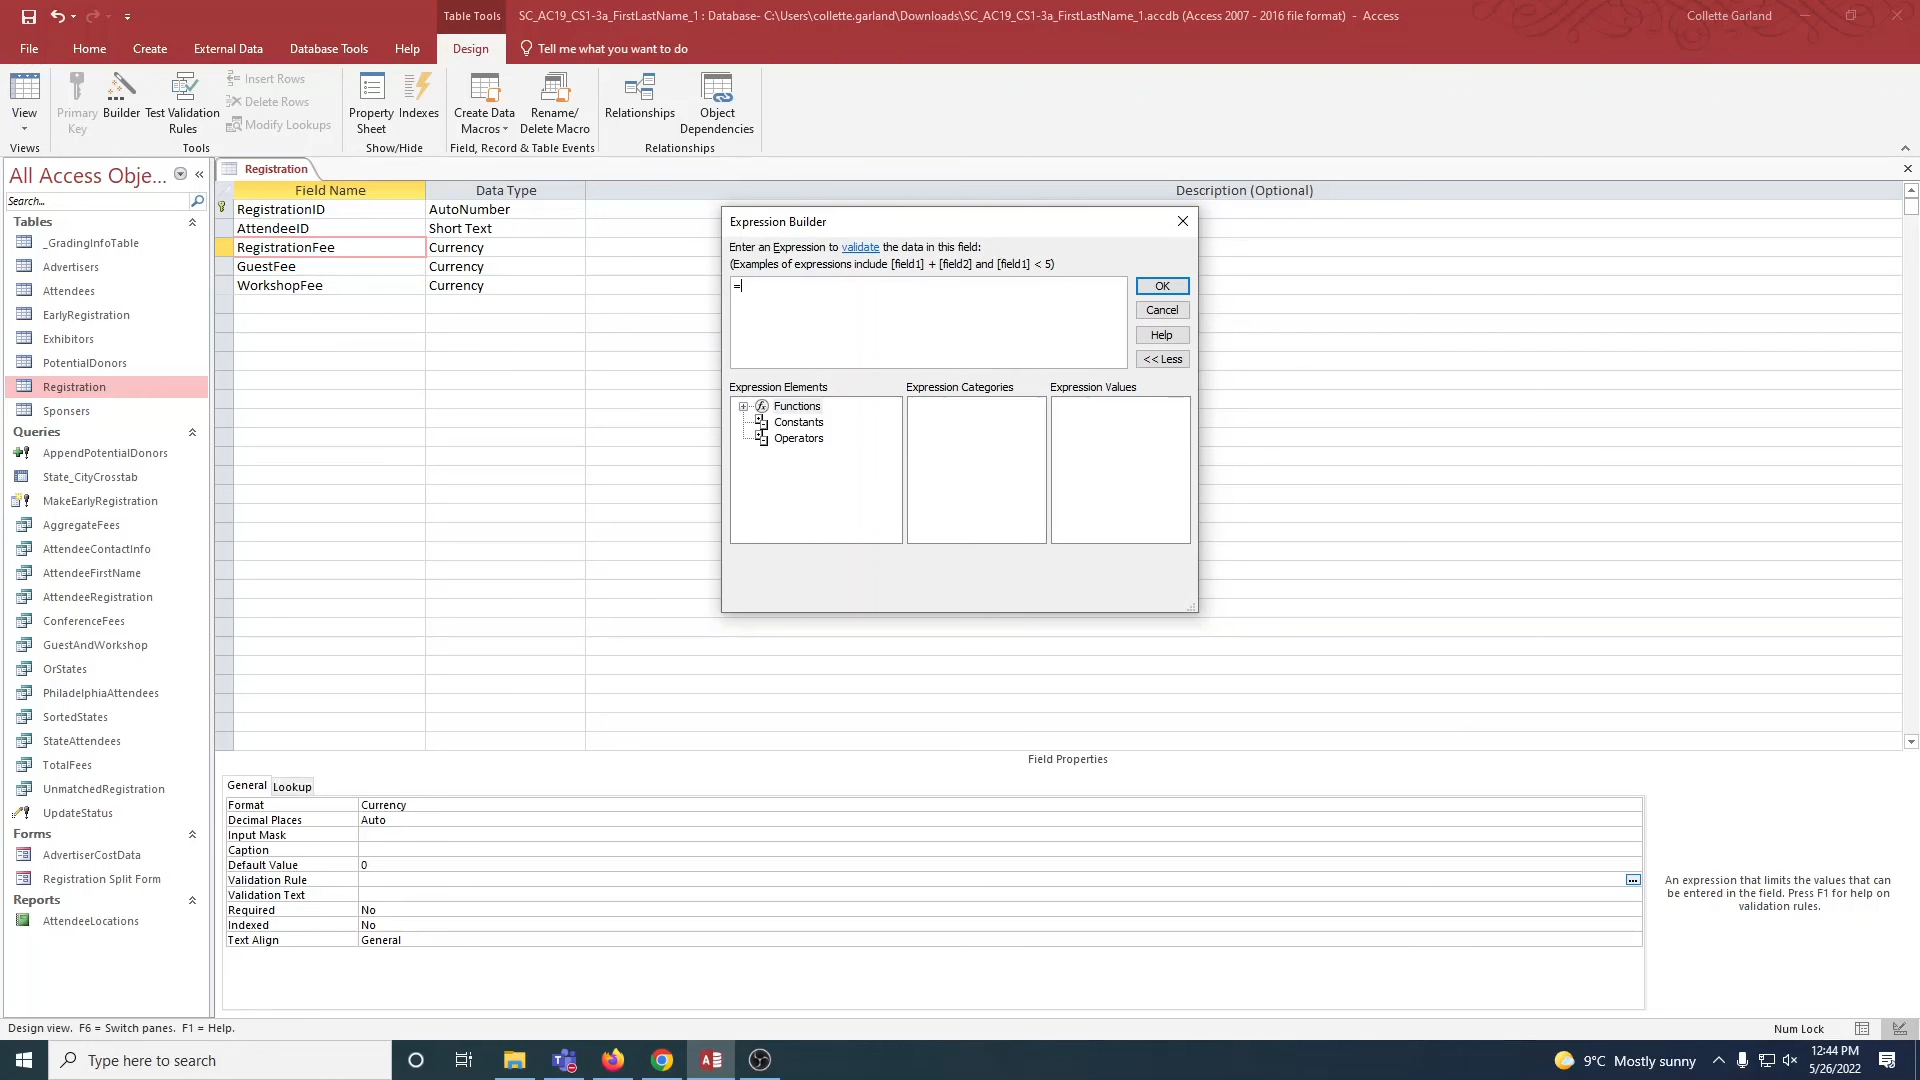 Table Tools
SC_AC19_CS1-3a_FirstLastName_1 : Database- C:\Users\collette.garland\Downloads\SC_AC19_CS1-3a_FirstLastName_1.accdb (Access 2007 - 2016 file format) - Access
Collette Garland
File
Home
Create
External Data
Database Tools
Help
Design
Tell me what you want to do
View
Primary Key
Builder
Test Validation Rules
Insert Rows
Delete Rows
Modify Lookups
Property Sheet
Indexes
Create Data Macros
Rename/ Delete Macro
Relationships
Object Dependencies
Views
Tools
Show/Hide
Field, Record & Table Events
Relationships
All Access Obje...
Search...
Tables
_GradingInfoTable
Advertisers
Attendees
EarlyRegistration
Exhibitors
PotentialDonors
Registration
Sponsers
Queries
AppendPotentialDonors
State_CityCrosstab
MakeEarlyRegistration
AggregateFees
AttendeeContactInfo
AttendeeFirstName
AttendeeRegistration
ConferenceFees
GuestAndWorkshop
OrStates
PhiladelphiaAttendees
SortedStates
StateAttendees
TotalFees
UnmatchedRegistration
UpdateStatus
Forms
AdvertiserCostData
Registration Split Form
Reports
AttendeeLocations
Registration
Field Name Data Type Description (Optional)
RegistrationID AutoNumber
AttendeeID Short Text
RegistrationFee Currency
GuestFee Currency
WorkshopFee Currency
Expression Builder
Enter an Expression to validate the data in this field:
(Examples of expressions include [field1] + [field2] and [field1] < 5)
=
OK
Cancel
Help
<< Less
Expression Elements
Expression Categories
Expression Values
Functions
Constants
Operators
Field Properties
General Lookup
Format Currency
Decimal Places Auto
Input Mask
Caption
Default Value 0
Validation Rule
Validation Text
Required No
Indexed No
Text Align General
An expression that limits the values that can
be entered in the field. Press F1 for help on
validation rules.
Design view. F6 = Switch panes. F1 = Help.
Num Lock
Type here to search
9°C Mostly sunny
12:44 PM
5/26/2022